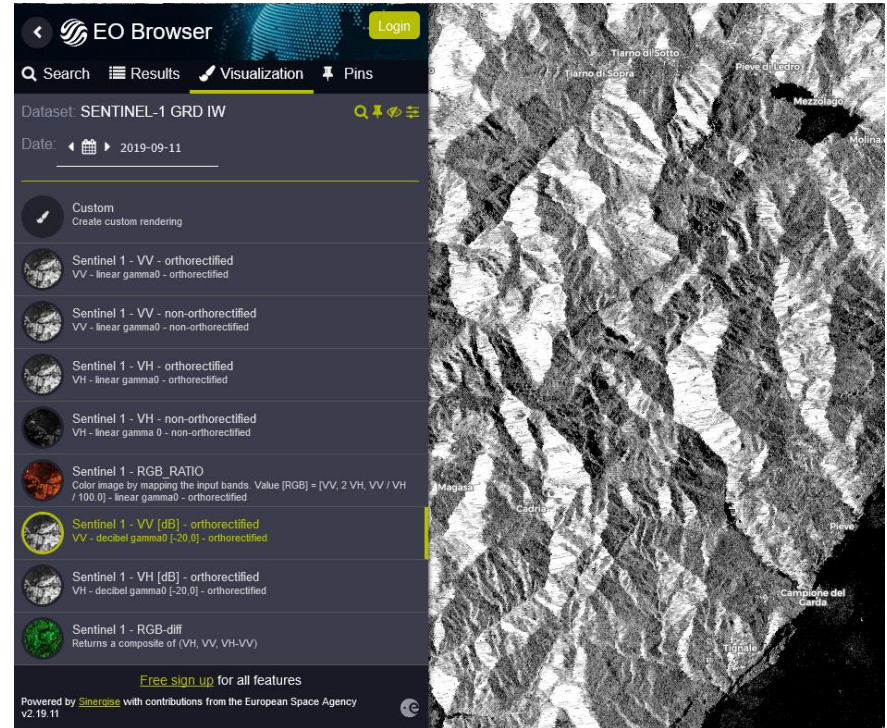 EO Browser
Login
Search
Results
Visualization
Pins
Dataset: SENTINEL-1 GRD IW
Date:
2019-09-11
Custom
Create custom rendering
Sentinel 1 - VV - orthorectified
VV - linear gamma0 - orthorectified
Sentinel 1 - VV - non-orthorectified
VV - linear gamma0 - non-orthorectified
Sentinel 1 - VH - orthorectified
VH - linear gamma0 - orthorectified
Sentinel 1 - VH - non-orthorectified
VH - linear gamma 0 - non-orthorectified
Sentinel 1 - RGB_RATIO
Color image by mapping the input bands. Value [RGB] = [VV, 2 VH, VV / VH
/ 100.0] - linear gamma0 - orthorectified
Sentinel 1 - VV [dB] - orthorectified
VV - decibel gamma0 [-20,0] - orthorectified
Sentinel 1 - VH [dB] - orthorectified
VH - decibel gamma0 [-20,0] - orthorectified
Sentinel 1 - RGB-diff
Returns a composite of (VH, VV, VH-VV)
Free sign up for all features
Powered by Sinergise with contributions from the European Space Agency
v2.19.11
Tiarno di Sotto
Tiarno di Sopra
Pieve di Ledro
Mezzolago
Molina
Magasa
Cadria
Pieve
Campione del
Garda
Tignale